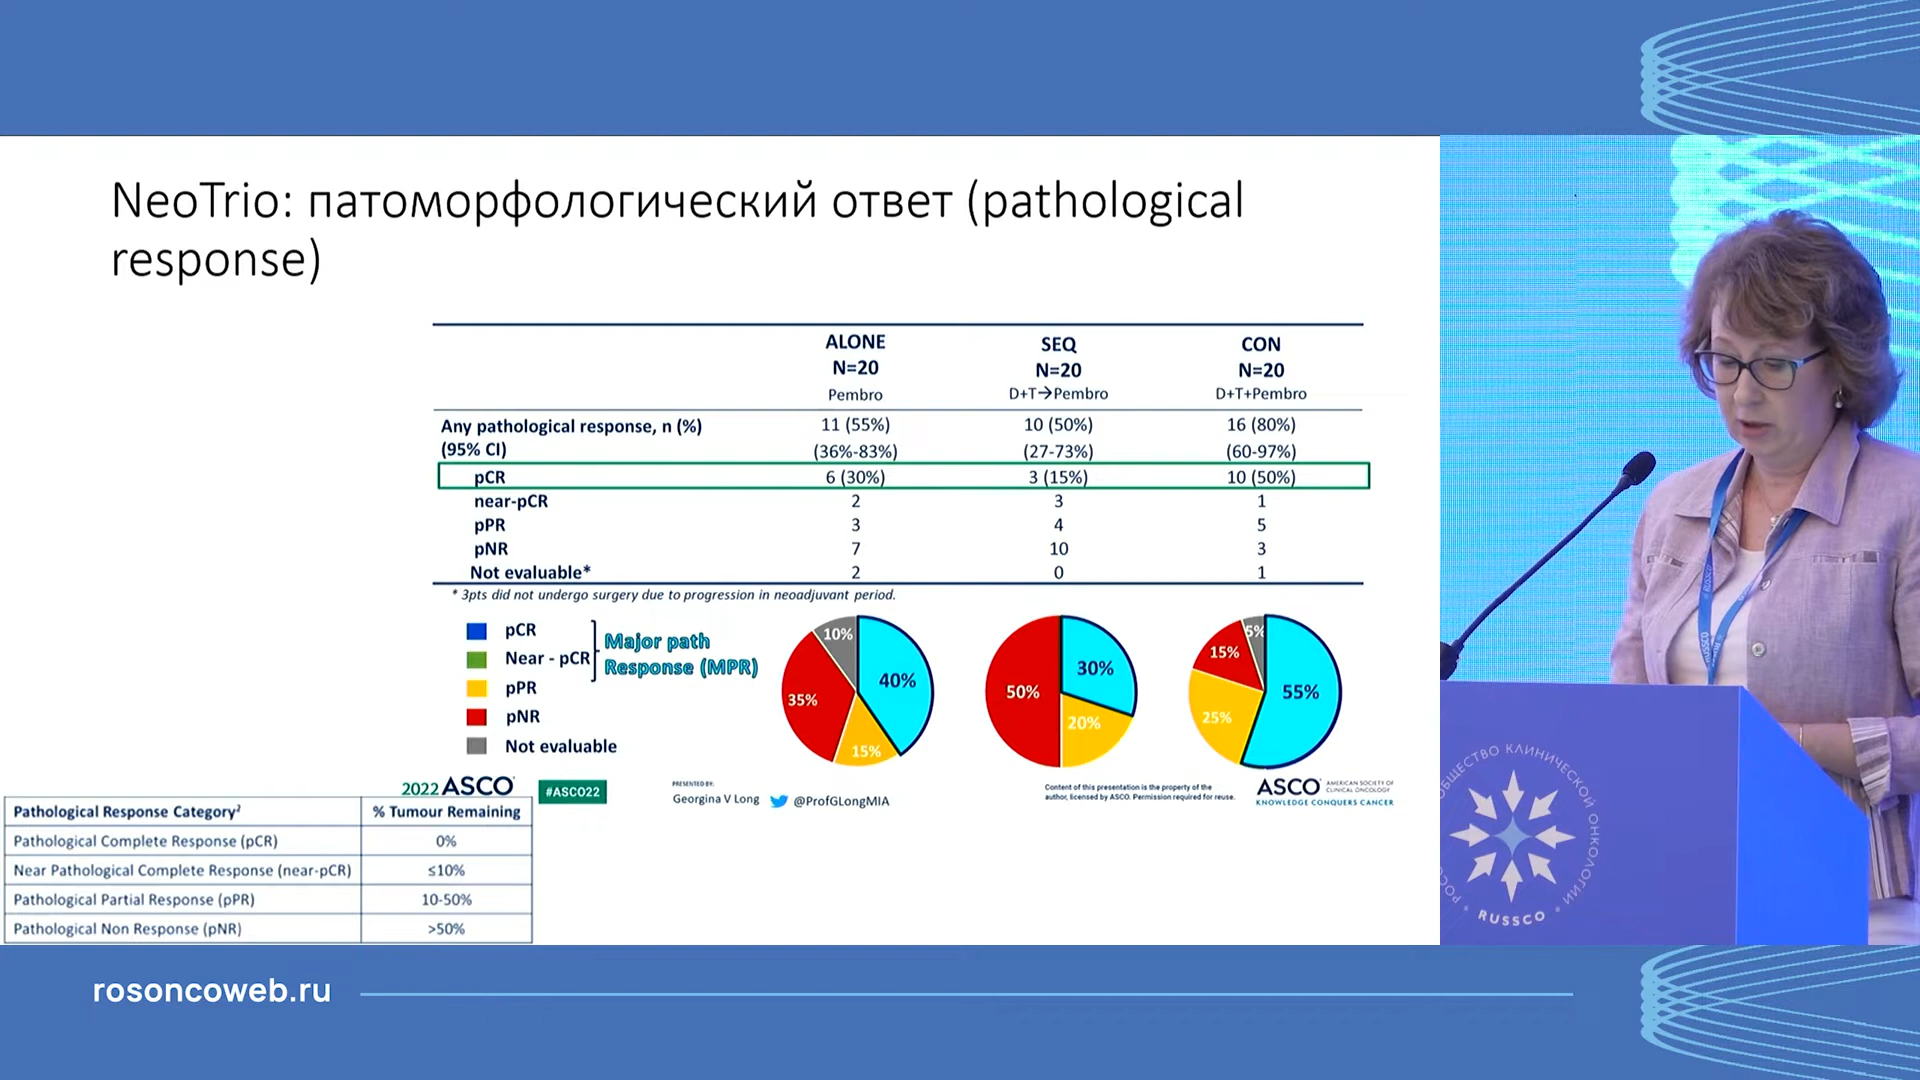 NeoTrio: патоморфологический ответ (pathological
response)
ALONE SEQ CON
N=20 N=20 N=20
Pembro D+T→Pembro D+T+Pembro
Any pathological response, n (%) 11 (55%) 10 (50%) 16 (80%)
(95% CI) (36%-83%) (27-73%) (60-97%)
pCR 6 (30%) 3 (15%) 10 (50%)
near-pCR 2 3 1
pPR 3 4 5
pNR 7 10 3
Not evaluable* 2 0 1
* 3pts did not undergo surgery due to progression in neoadjuvant period.
pCR
Near - pCR
Major path
Response (MPR)
pPR
pNR
Not evaluable
10% 40% 35% 15%
30% 50% 20%
5% 15% 55% 25%
2022 ASCO
#ASCO22
PRESENTED BY:
Georgina V Long @ProfGLongMIA
Content of this presentation is the property of the
author, licensed by ASCO. Permission required for reuse.
ASCO AMERICAN SOCIETY OF
CLINICAL ONCOLOGY
KNOWLEDGE CONQUERS CANCER
Pathological Response Category² % Tumour Remaining
Pathological Complete Response (pCR) 0%
Near Pathological Complete Response (near-pCR) ≤10%
Pathological Partial Response (pPR) 10-50%
Pathological Non Response (pNR) >50%
RUSSCO
ОБЩЕСТВО КЛИНИЧЕСКОЙ ОНКОЛОГИИ
RUSSCO
rosoncoweb.ru